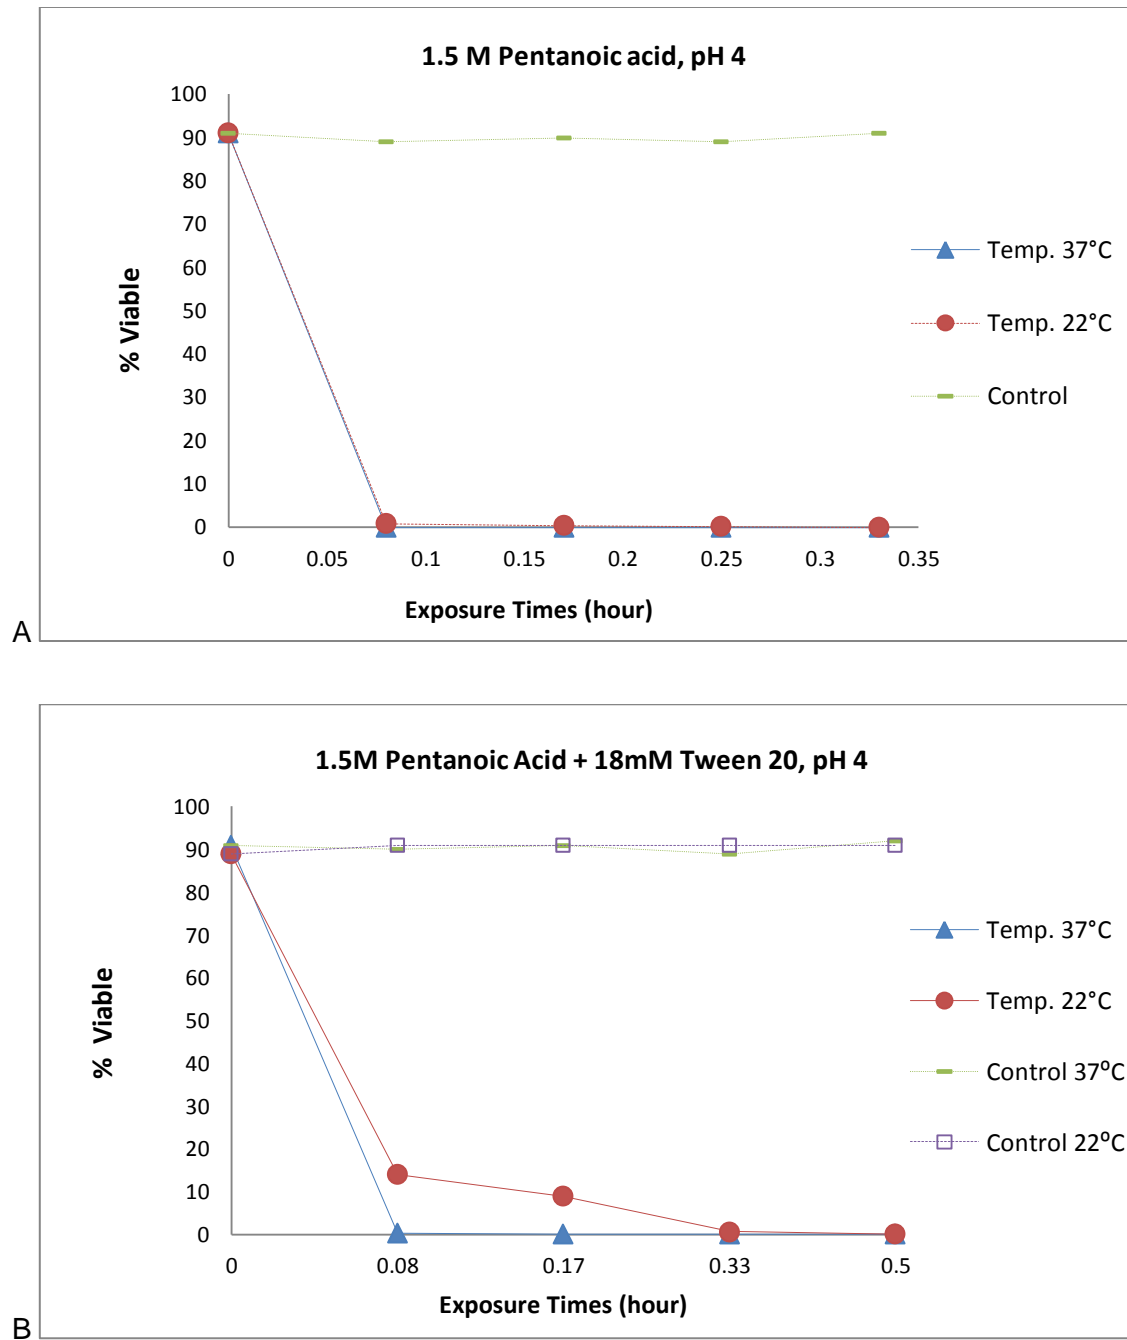 1.5 M Pentanoic acid, pH 4
100
90
80
70
60
50
40
30
20
10
0
% Viable
0 0.05 0.1 0.15 0.2 0.25 0.3 0.35
Exposure Times (hour)
Temp. 37°C
Temp. 22°C
Control
A
1.5M Pentanoic Acid + 18mM Tween 20, pH 4
100
90
80
70
60
50
40
30
20
10
0
% Viable
0 0.08 0.17 0.33 0.5
Exposure Times (hour)
Temp. 37°C
Temp. 22°C
Control 37⁰C
Control 22⁰C
B